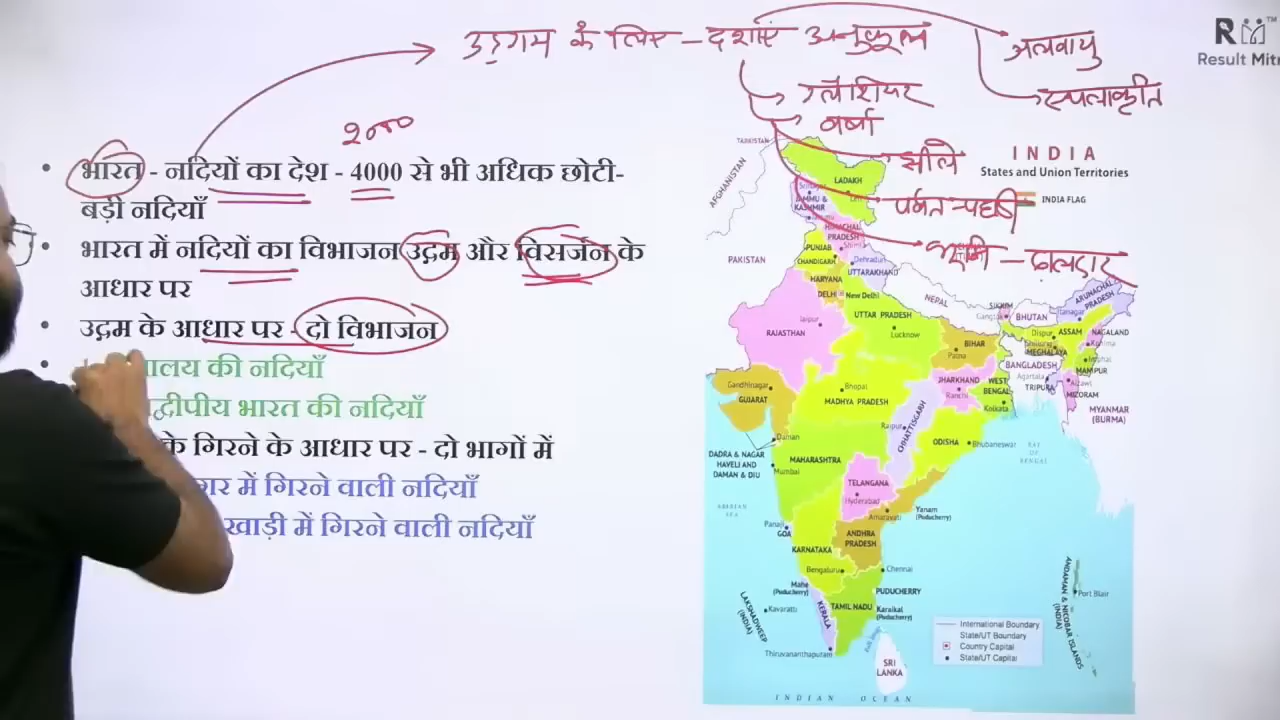 उद्गम के लिए - दशाएं अनुकूल
जलवायु
स्थलाकृति
ग्लेशियर
वर्षा
झीले
पर्वत - पहाड़ी
भूमि - ढालदार
RM™
Result Mitr
• भारत - नदियों का देश - 4000 से भी अधिक छोटी-
बड़ी नदियाँ
• भारत में नदियों का विभाजन उद्गम और विसर्जन के
आधार पर
• उद्गम के आधार पर - दो विभाजन
• लय की नदियाँ
द्वीपीय भारत की नदियाँ
के गिरने के आधार पर - दो भागों में
में गिरने वाली नदियाँ
खाड़ी में गिरने वाली नदियाँ
INDIA
States and Union Territories
INDIA FLAG
TAJIKISTAN
AFGHANISTAN
LADAKH
Srinagar
Leh
JAMMU &
KASHMIR
Jammu
HIMACHAL
PRADESH
Shimla
PUNJAB
CHANDIGARH
Dehradun
UTTARAKHAND
PAKISTAN
HARYANA
DELHI
New Delhi
NEPAL
SIKKIM
Gangtok
BHUTAN
ARUNACHAL
PRADESH
Itanagar
RAJASTHAN
Jaipur
UTTAR PRADESH
Lucknow
BIHAR
Patna
Dispur
ASSAM
NAGALAND
Kohima
Shillong
MEGHALAYA
Imphal
MANIPUR
BANGLADESH
Agartala
TRIPURA
Aizawl
MIZORAM
MYANMAR
(BURMA)
Gandhinagar
GUJARAT
Bhopal
MADHYA PRADESH
JHARKHAND
Ranchi
WEST
BENGAL
Kolkata
Raipur
CHHATTISGARH
ODISHA
Bhubaneswar
BAY
OF
BENGAL
Daman
DADRA & NAGAR
HAVELI AND
DAMAN & DIU
Mumbai
MAHARASHTRA
TELANGANA
Hyderabad
ARABIAN
SEA
Amaravati
Yanam
(Puducherry)
Panaji
GOA
KARNATAKA
ANDHRA
PRADESH
Bengaluru
Chennai
Mahe
(Puducherry)
PUDUCHERRY
LAKSHADWEEP
(INDIA)
Kavaratti
KERALA
TAMIL NADU
Karaikal
(Puducherry)
Thiruvananthapuram
SRI
LANKA
ANDAMAN & NICOBAR ISLANDS
(INDIA)
Port Blair
International Boundary
State/UT Boundary
Country Capital
State/UT Capital
INDIAN OCEAN